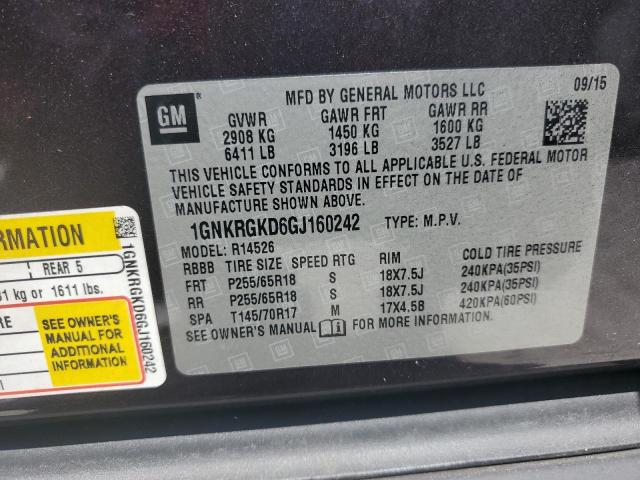 GM
MFD BY GENERAL MOTORS LLC 09/15
GVWR GAWR FRT GAWR RR
2908 KG 1450 KG 1600 KG
6411 LB 3196 LB 3527 LB
THIS VEHICLE CONFORMS TO ALL APPLICABLE U.S. FEDERAL MOTOR
VEHICLE SAFETY STANDARDS IN EFFECT ON THE DATE OF
MANUFACTURE SHOWN ABOVE.
1GNKRGKD6GJ160242 TYPE: M.P.V.
MODEL: R14526
RBBB TIRE SIZE SPEED RTG RIM COLD TIRE PRESSURE
FRT P255/65R18 S 18X7.5J 240KPA(35PSI)
RR P255/65R18 S 18X7.5J 240KPA(35PSI)
SPA T145/70R17 M 17X4.5B 420KPA(60PSI)
SEE OWNER'S MANUAL FOR MORE INFORMATION
REAR 5
kg or 1611 lbs.
SEE OWNER'S
MANUAL FOR
ADDITIONAL
INFORMATION
1GNKRGKD6GJ160242